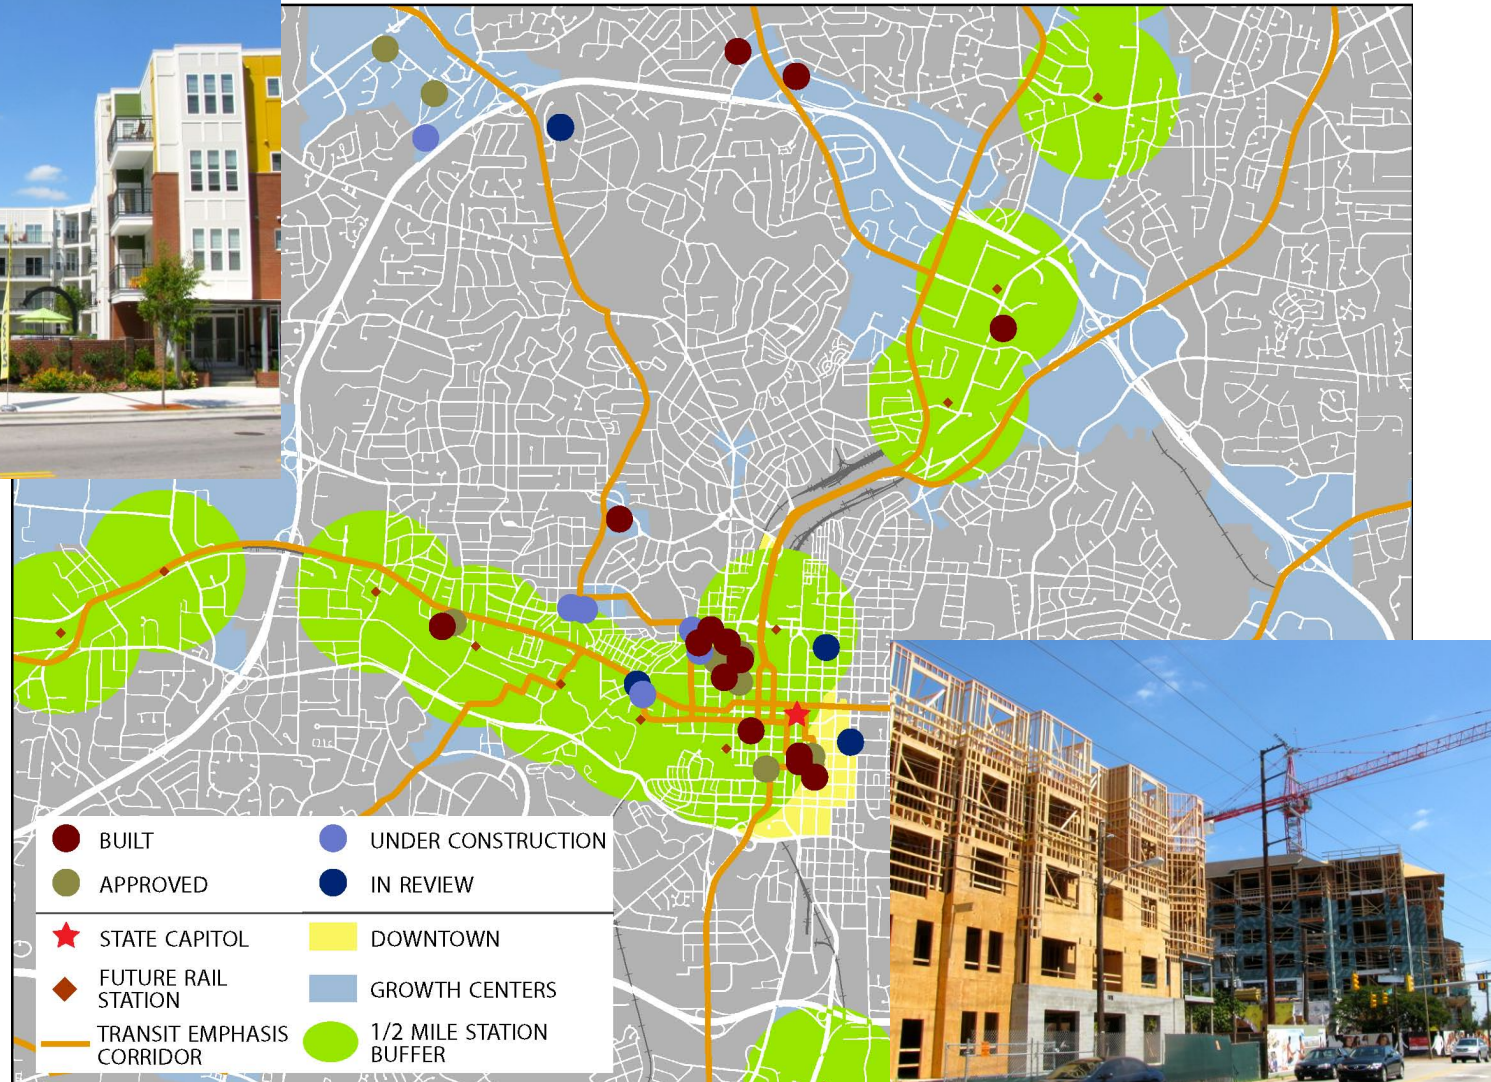 BUILT
UNDER CONSTRUCTION
APPROVED
IN REVIEW
STATE CAPITOL
DOWNTOWN
FUTURE RAIL
STATION
GROWTH CENTERS
TRANSIT EMPHASIS
CORRIDOR
1/2 MILE STATION
BUFFER